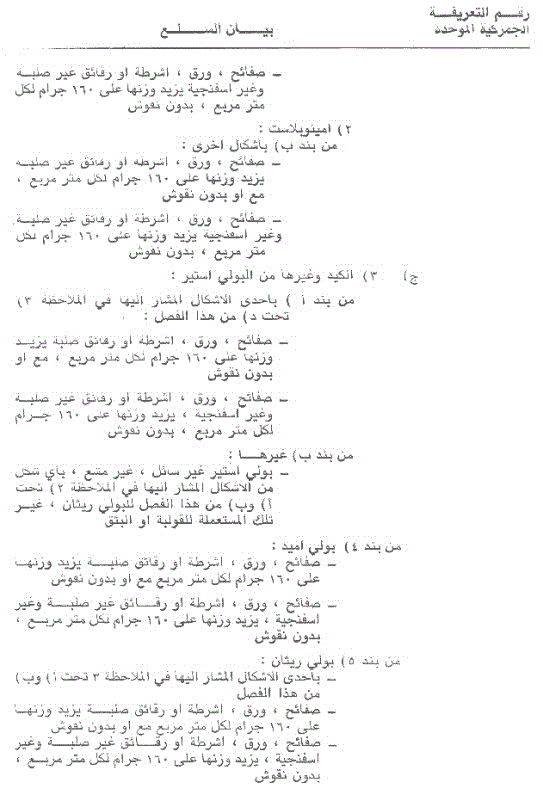 رقم التعريفة
الجمركية الموحده
بيان السلع
ـ صفائح ، ورق ، اشرطة او رقائق غير صلبه
وغير اسفنجية يزيد وزنها على ١٦٠ جرام لكل
متر مربع ، بدون نقوش
٢) امينوبلاست :
من بند ب) بأشكال اخرى :
ـ صفائح ، ورق ، اشرطه او رقائق غير صلبه
يزيد وزنها على ١٦٠ جرام لكل متر مربع ،
مع او بدون نقوش
ـ صفائح ، ورق ، اشرطة او رقائق غير صلبة
وغير اسفنجية يزيد وزنها على ١٦٠ جرام لكل
متر مربع ، بدون نقوش
ج) ٣) الكيد وغيرها من البولي استير :
من بند أ ) باحدى الاشكال المشار اليها في الملاحظة ٣)
تحت د) من هذا الفصل :
ـ صفائح ، ورق ، اشرطه او رقائق صلبة يزيد
وزنها على ١٦٠ جرام لكل متر مربع ، مع او
بدون نقوش
ـ صفائح ، ورق ، اشرطة او رقائق غير صلبة
وغير اسفنجية ، يزيد وزنها على ١٦٠ جرام
لكل متر مربع ، بدون نقوش
من بند ب) غيرها :
ـ بولي استير غير سائل ، غير مشبع ، بأي شكل
من الاشكال المشار اليها في الملاحظة ٢) تحت
أ) وب) من هذا الفصل للبولي ريثان ، غير
تلك المستعملة للقولبة او البثق
من بند ٤) بولي اميد :
ـ صفائح ، ورق ، اشرطة او رقائق صلبة يزيد وزنها
على ١٦٠ جرام لكل متر مربع مع او بدون نقوش
ـ صفائح ، ورق ، اشرطة او رقائق غير صلبة وغير
اسفنجية ، يزيد وزنها على ١٦٠ جرام لكل متر مربع ،
بدون نقوش
من بند ٥) بولي ريثان :
ـ باحدى الاشكال المشار اليها في الملاحظة ٣ تحت أ) وب)
من هذا الفصل
ـ صفائح ، ورق ، اشرطة او رقائق صلبة يزيد وزنها
على ١٦٠ جرام لكل متر مربع مع او بدون نقوش
ـ صفائح ، ورق ، اشرطة او رقائق غير صلبة وغير
اسفنجية ، يزيد وزنها على ١٦٠ جرام لكل متر مربع ،
بدون نقوش